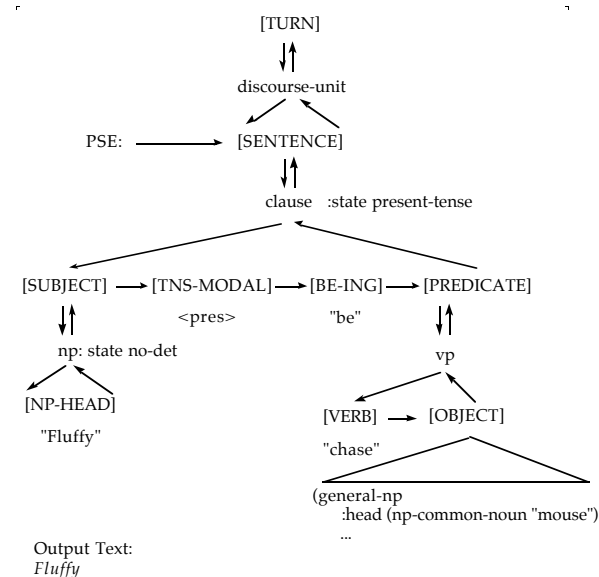 [TURN]
discourse-unit
PSE: [SENTENCE]
clause :state present-tense
[SUBJECT] [TNS-MODAL] [BE-ING] [PREDICATE]
<pres> "be"
np: state no-det vp
[NP-HEAD] [VERB] [OBJECT]
"Fluffy" "chase"
(general-np
:head (np-common-noun "mouse")
...
Output Text:
Fluffy